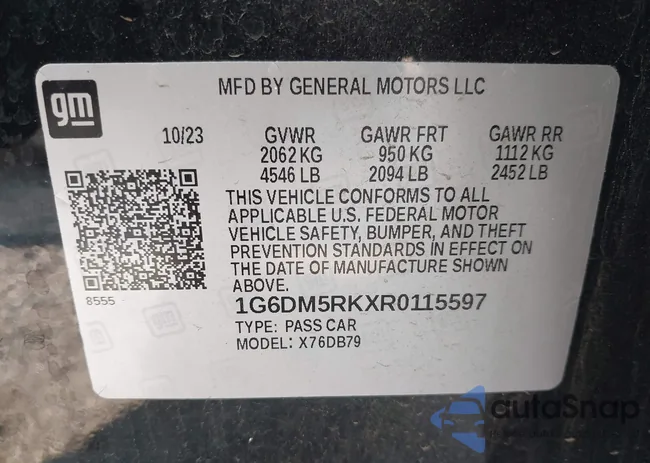 gm
MFD BY GENERAL MOTORS LLC
10/23 GVWR GAWR FRT GAWR RR
2062 KG 950 KG 1112 KG
4546 LB 2094 LB 2452 LB
THIS VEHICLE CONFORMS TO ALL
APPLICABLE U.S. FEDERAL MOTOR
VEHICLE SAFETY, BUMPER, AND THEFT
PREVENTION STANDARDS IN EFFECT ON
THE DATE OF MANUFACTURE SHOWN
ABOVE.
8555
1G6DM5RKXR0115597
TYPE: PASS CAR
MODEL: X76DB79
autoSnap